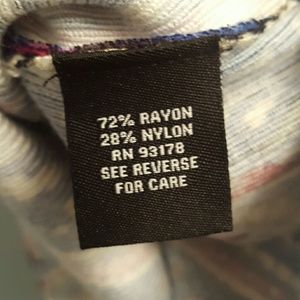 72% RAYON
28% NYLON
RN 93178
SEE REVERSE
FOR CARE